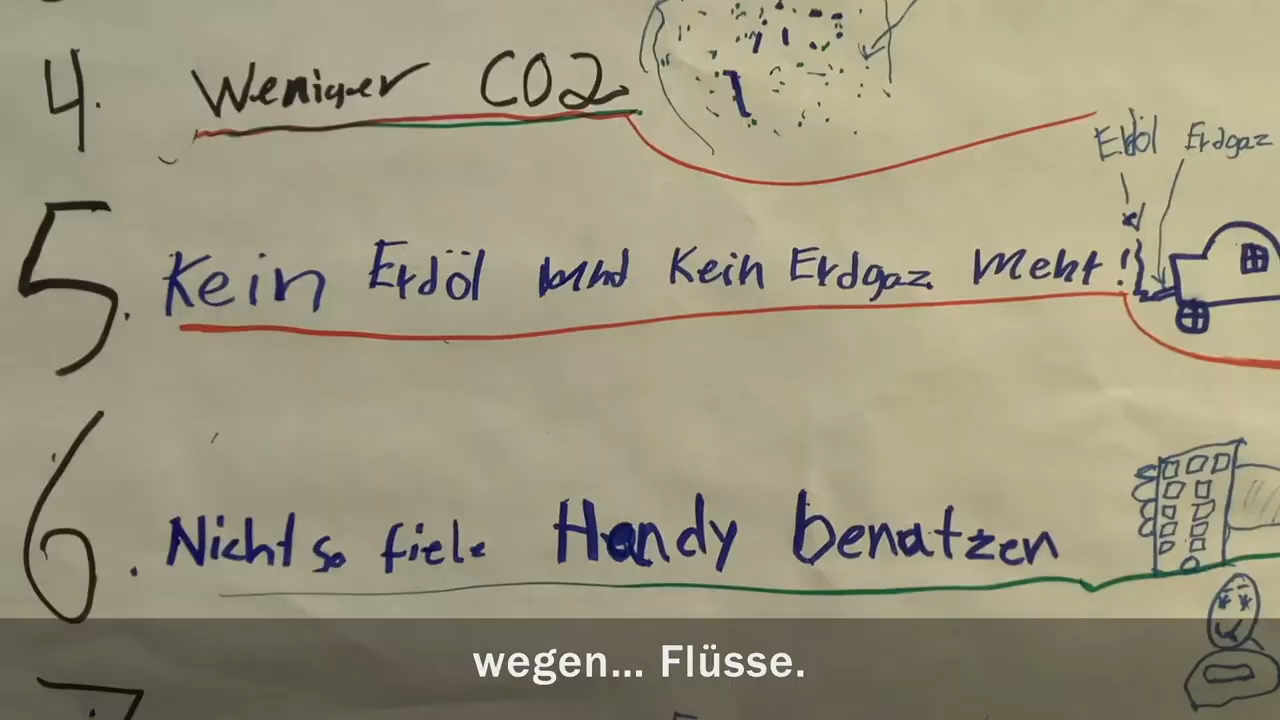 4. Weniger CO2
Erdöl Erdgaz
5. Kein Erdöl und Kein Erdgaz mehr!
6. Nicht so fiele Handy benutzen
wegen... Flüsse.
7